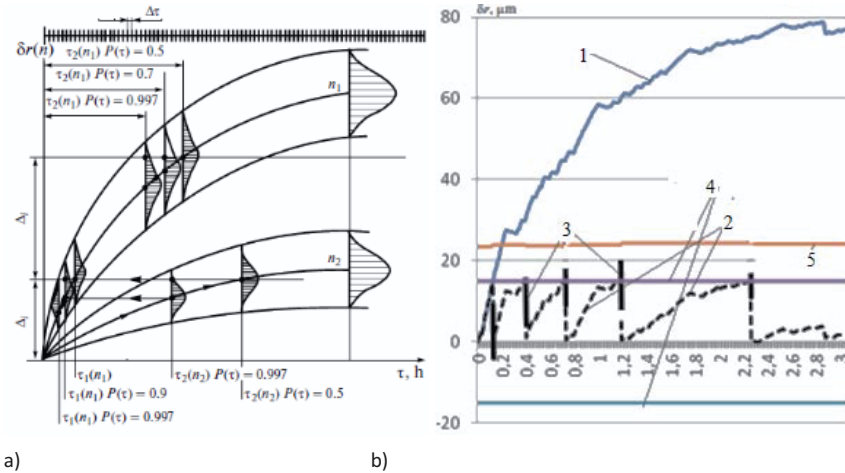 Δτ
δr(n)
τ₂(n₁) P(τ) = 0.5
τ₂(n₁) P(τ) = 0.7
τ₂(n₁) P(τ) = 0.997
n₁
Δⱼ
n₂
Δⱼ
τ, h
τ₁(n₁)
τ₂(n₂) P(τ) = 0.997
τ₁(n₁) P(τ) = 0.9
τ₂(n₂) P(τ) = 0.5
τ₁(n₁) P(τ) = 0.997
a)
δr, μm
80
60
40
20
0
-20
1
3
4
2
5
0 0,2 0,4 0,6 0,8 1 1,2 1,4 1,6 1,8 2 2,2 2,4 2,6 2,8 3
b)